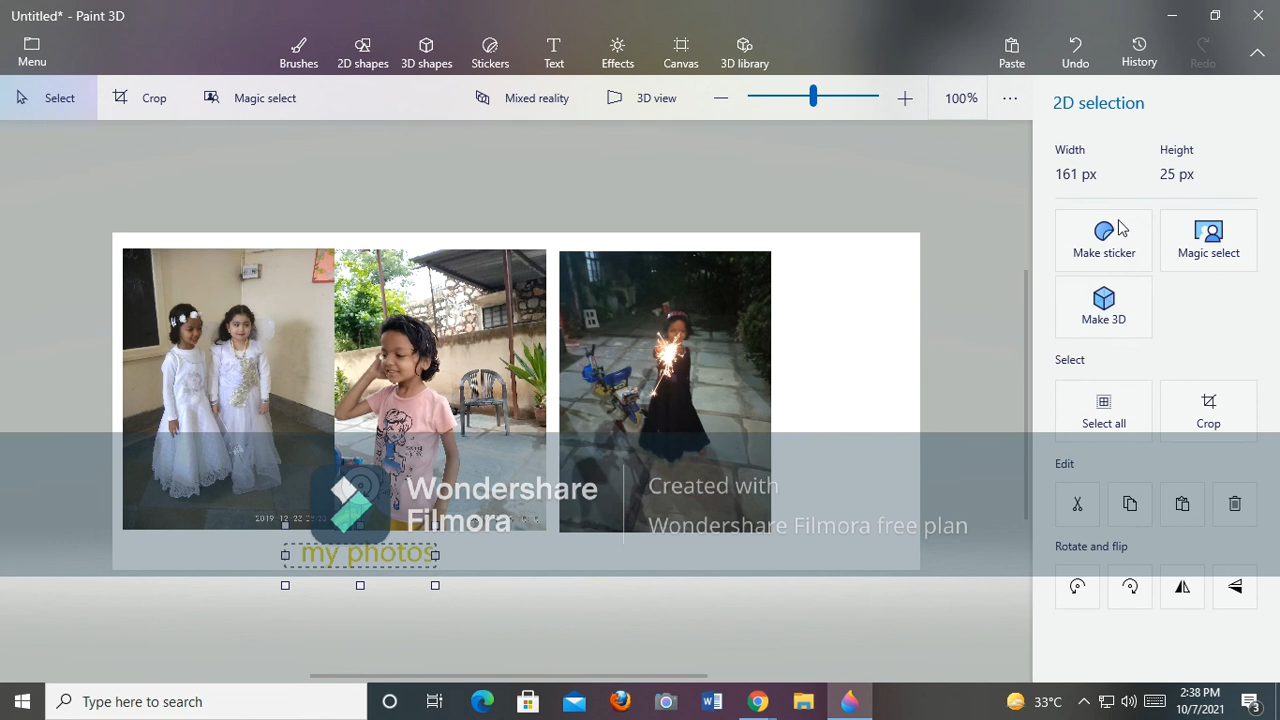 Untitled* - Paint 3D
Menu
Brushes
2D shapes
3D shapes
Stickers
Text
Effects
Canvas
3D library
Paste
Undo
History
Redo
Select
Crop
Magic select
Mixed reality
3D view
100%
2D selection
Width
Height
161 px
25 px
Make sticker
Magic select
Make 3D
Select
Select all
Crop
Edit
Rotate and flip
Wondershare
Filmora
Created with
Wondershare Filmora free plan
my photos
Type here to search
33°C
2:38 PM
10/7/2021
3